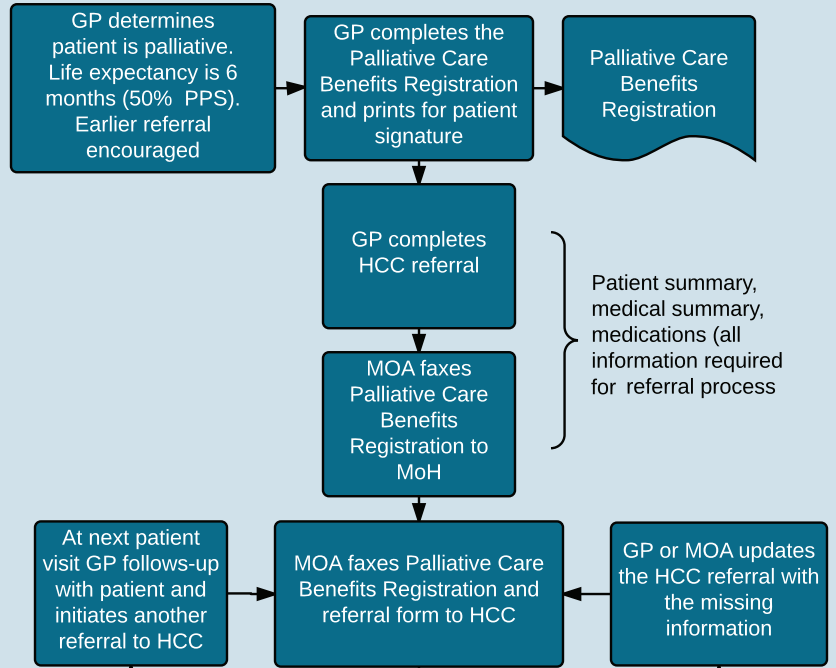 GP determines
patient is palliative.
Life expectancy is 6
months (50%  PPS).
Earlier referral
encouraged
GP completes the
Palliative Care
Benefits Registration
and prints for patient
signature
Palliative Care
Benefits
Registration
GP completes
HCC referral
Patient summary,
medical summary,
medications (all
information required
for  referral process
MOA faxes
Palliative Care
Benefits
Registration to
MoH
At next patient
visit GP follows-up
with patient and
initiates another
referral to HCC
MOA faxes Palliative Care
Benefits Registration and
referral form to HCC
GP or MOA updates
the HCC referral with
the missing
information